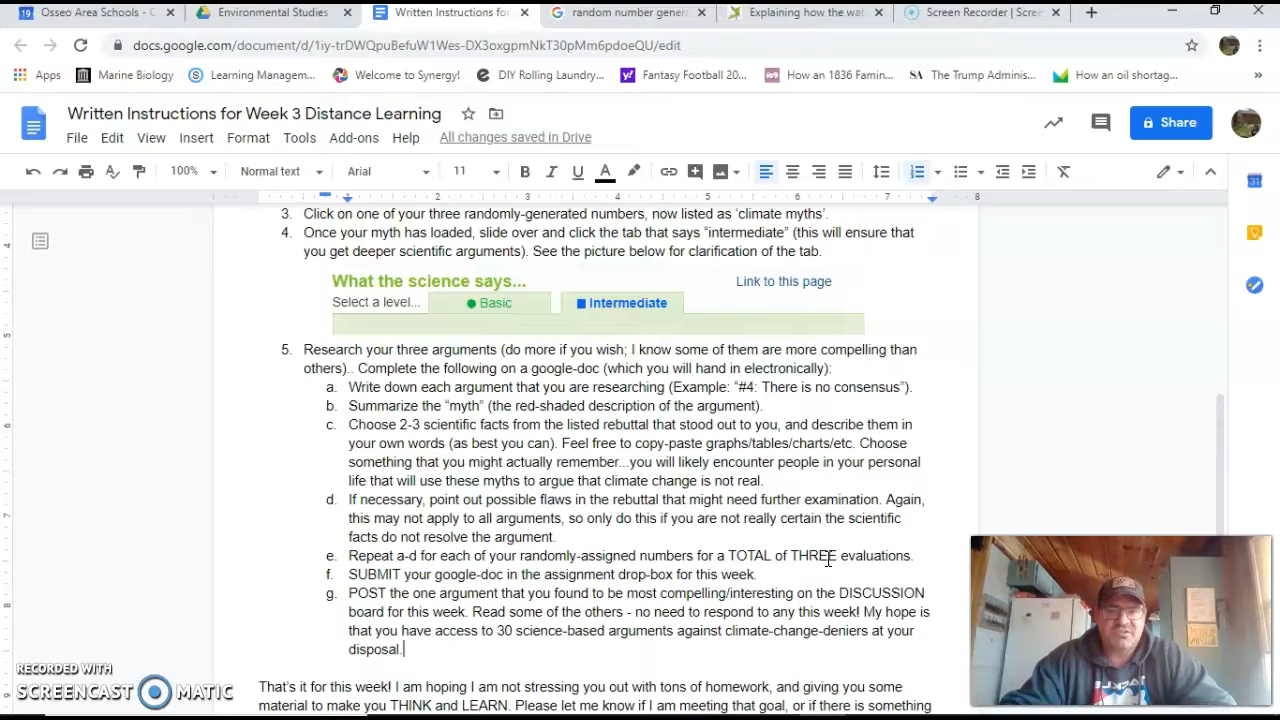 Osseo Area Schools - C
Environmental Studies
Written Instructions for
random number gener
Explaining how the wat
Screen Recorder | Scree
docs.google.com/document/d/1iy-trDWQpuBefuW1Wes-DX3oxgpmNkT30pMm6pdoeQU/edit
Apps
Marine Biology
Learning Managem...
Welcome to Synergy!
DIY Rolling Laundry...
Fantasy Football 20...
How an 1836 Famin...
The Trump Adminis...
How an oil shortag...
Written Instructions for Week 3 Distance Learning
File Edit View Insert Format Tools Add-ons Help All changes saved in Drive
Share
100% Normal text Arial 11
1 2 3 4 5 6 7 8
3. Click on one of your three randomly-generated numbers, now listed as ‘climate myths’.
4. Once your myth has loaded, slide over and click the tab that says “intermediate” (this will ensure that
you get deeper scientific arguments). See the picture below for clarification of the tab.
What the science says...
Link to this page
Select a level... Basic Intermediate
5. Research your three arguments (do more if you wish; I know some of them are more compelling than
others).. Complete the following on a google-doc (which you will hand in electronically):
a. Write down each argument that you are researching (Example: “#4: There is no consensus”).
b. Summarize the “myth” (the red-shaded description of the argument).
c. Choose 2-3 scientific facts from the listed rebuttal that stood out to you, and describe them in
your own words (as best you can). Feel free to copy-paste graphs/tables/charts/etc. Choose
something that you might actually remember...you will likely encounter people in your personal
life that will use these myths to argue that climate change is not real.
d. If necessary, point out possible flaws in the rebuttal that might need further examination. Again,
this may not apply to all arguments, so only do this if you are not really certain the scientific
facts do not resolve the argument.
e. Repeat a-d for each of your randomly-assigned numbers for a TOTAL of THREE evaluations.
f. SUBMIT your google-doc in the assignment drop-box for this week.
g. POST the one argument that you found to be most compelling/interesting on the DISCUSSION
board for this week. Read some of the others - no need to respond to any this week! My hope is
that you have access to 30 science-based arguments against climate-change-deniers at your
disposal.
That’s it for this week! I am hoping I am not stressing you out with tons of homework, and giving you some
material to make you THINK and LEARN. Please let me know if I am meeting that goal, or if there is something
RECORDED WITH
SCREENCAST MATIC